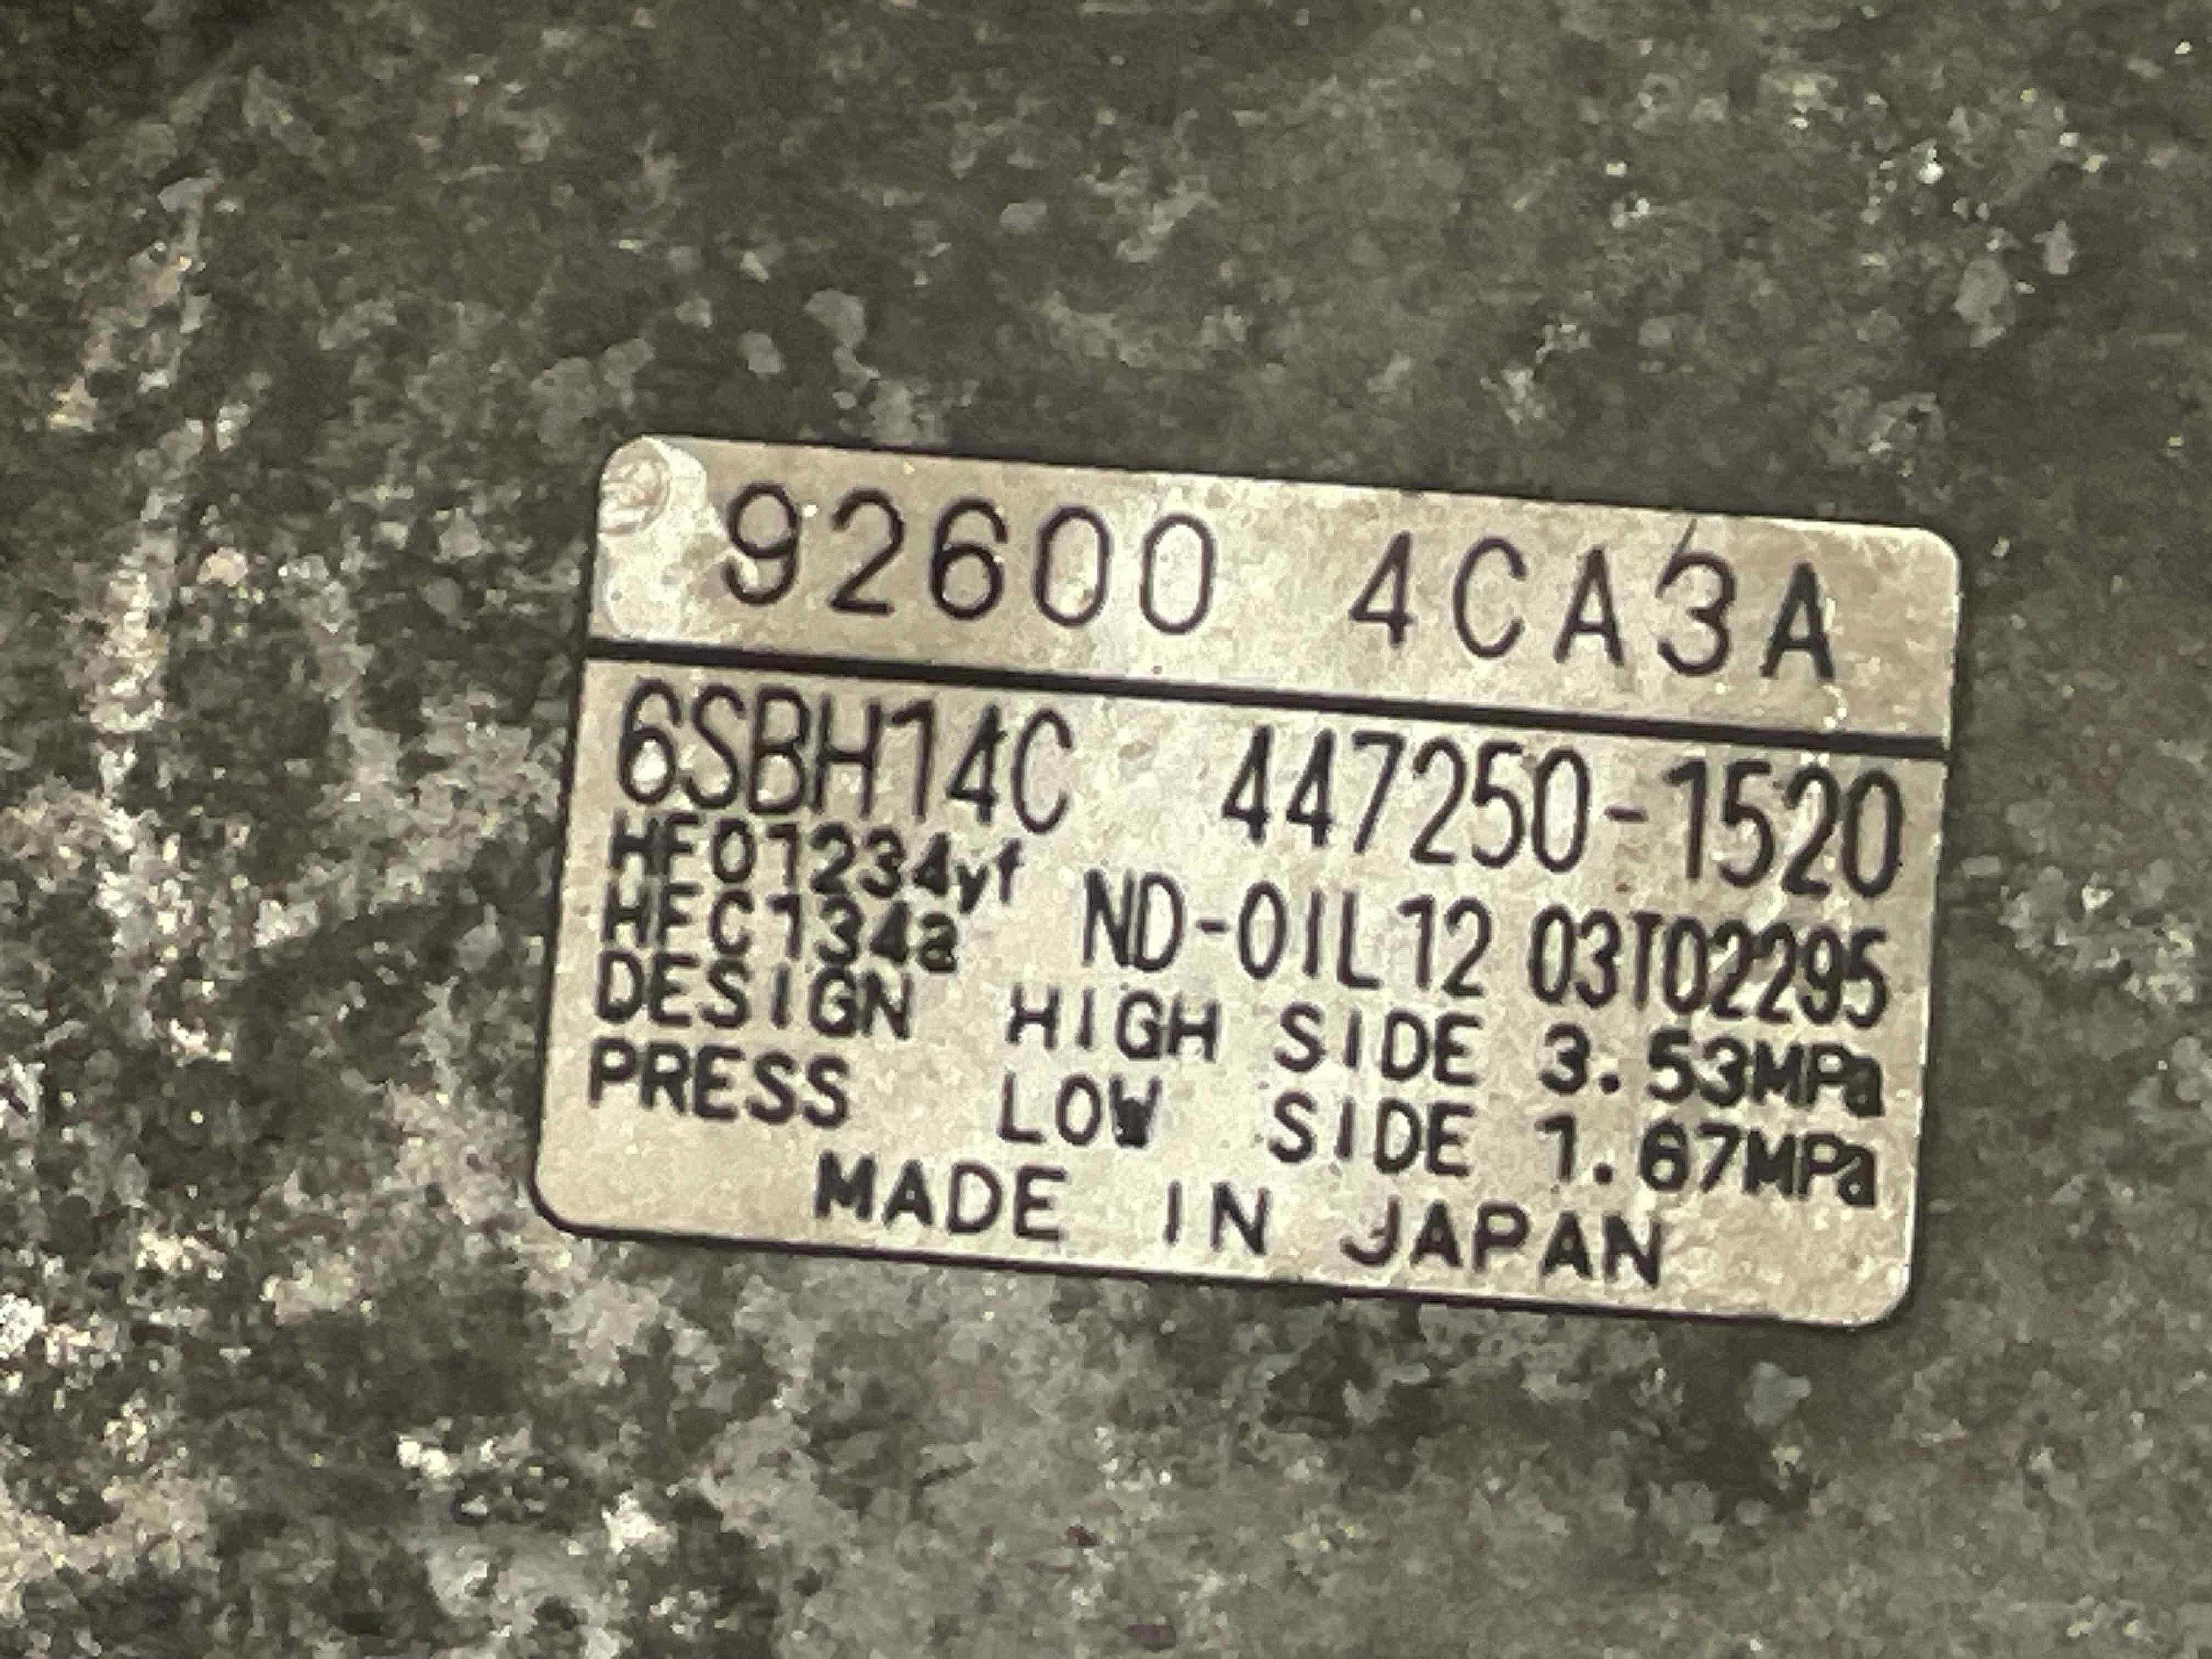 92600 4CA3A
6SBH14C 447250-1520
HFO1234yf
HFC134a ND-OIL12 03T02295
DESIGN HIGH SIDE 3.53MPa
PRESS LOW SIDE 1.67MPa
MADE IN JAPAN